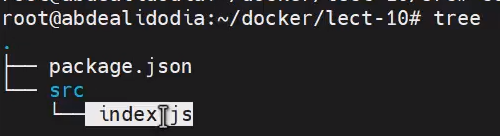 root@abdealidodia:~/docker/lect-10# tree
.
├── package.json
└── src
    └── index.js